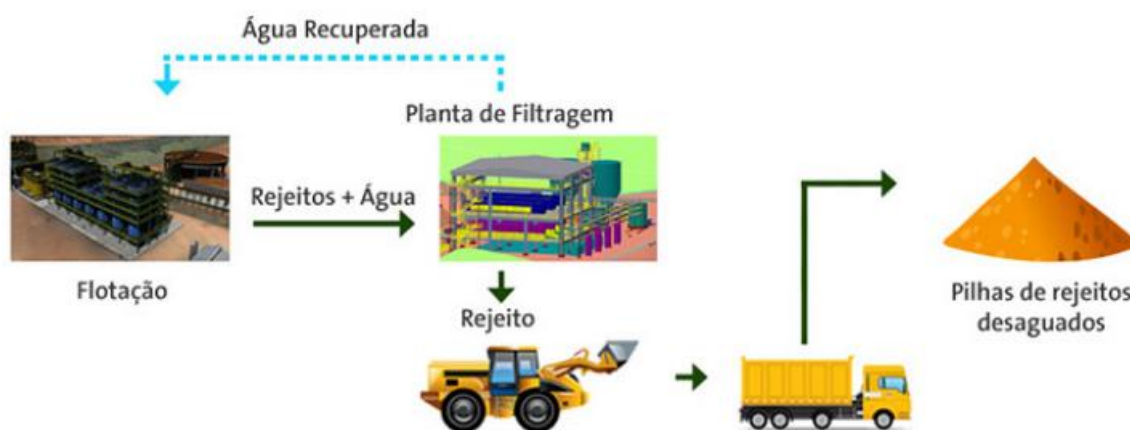 Água Recuperada
Planta de Filtragem
Rejeitos + Água
Flotação
Rejeito
Pilhas de rejeitos
desaguados